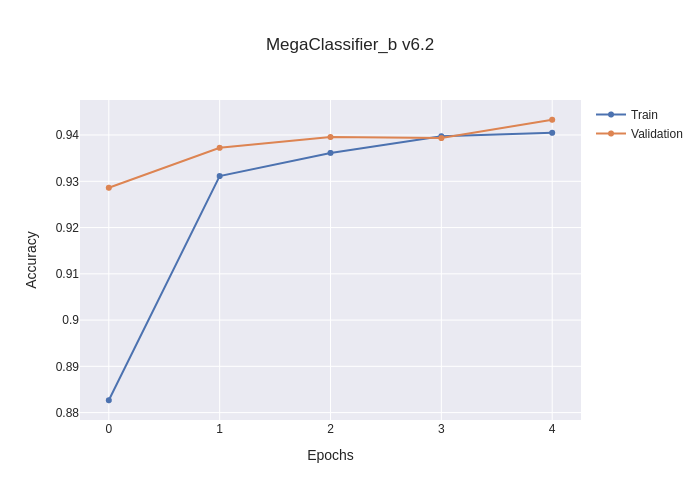 MegaClassifier_b v6.2
Train
Validation
Accuracy
0.94
0.93
0.92
0.91
0.9
0.89
0.88
0 1 2 3 4
Epochs